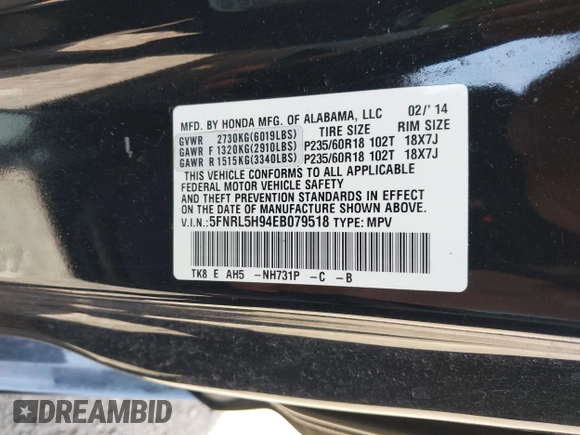 MFD. BY HONDA MFG. OF ALABAMA, LLC 02/'14
TIRE SIZE RIM SIZE
GVWR 2730KG(6019LBS)
GAWR F 1320KG(2910LBS) P235/60R18 102T 18X7J
GAWR R 1515KG(3340LBS) P235/60R18 102T 18X7J
THIS VEHICLE CONFORMS TO ALL APPLICABLE
FEDERAL MOTOR VEHICLE SAFETY
AND THEFT PREVENTION STANDARDS IN EFFECT
ON THE DATE OF MANUFACTURE SHOWN ABOVE.
V.I.N.:5FNRL5H94EB079518 TYPE: MPV
TK8 E AH5 -NH731P -C -B
DREAMBID